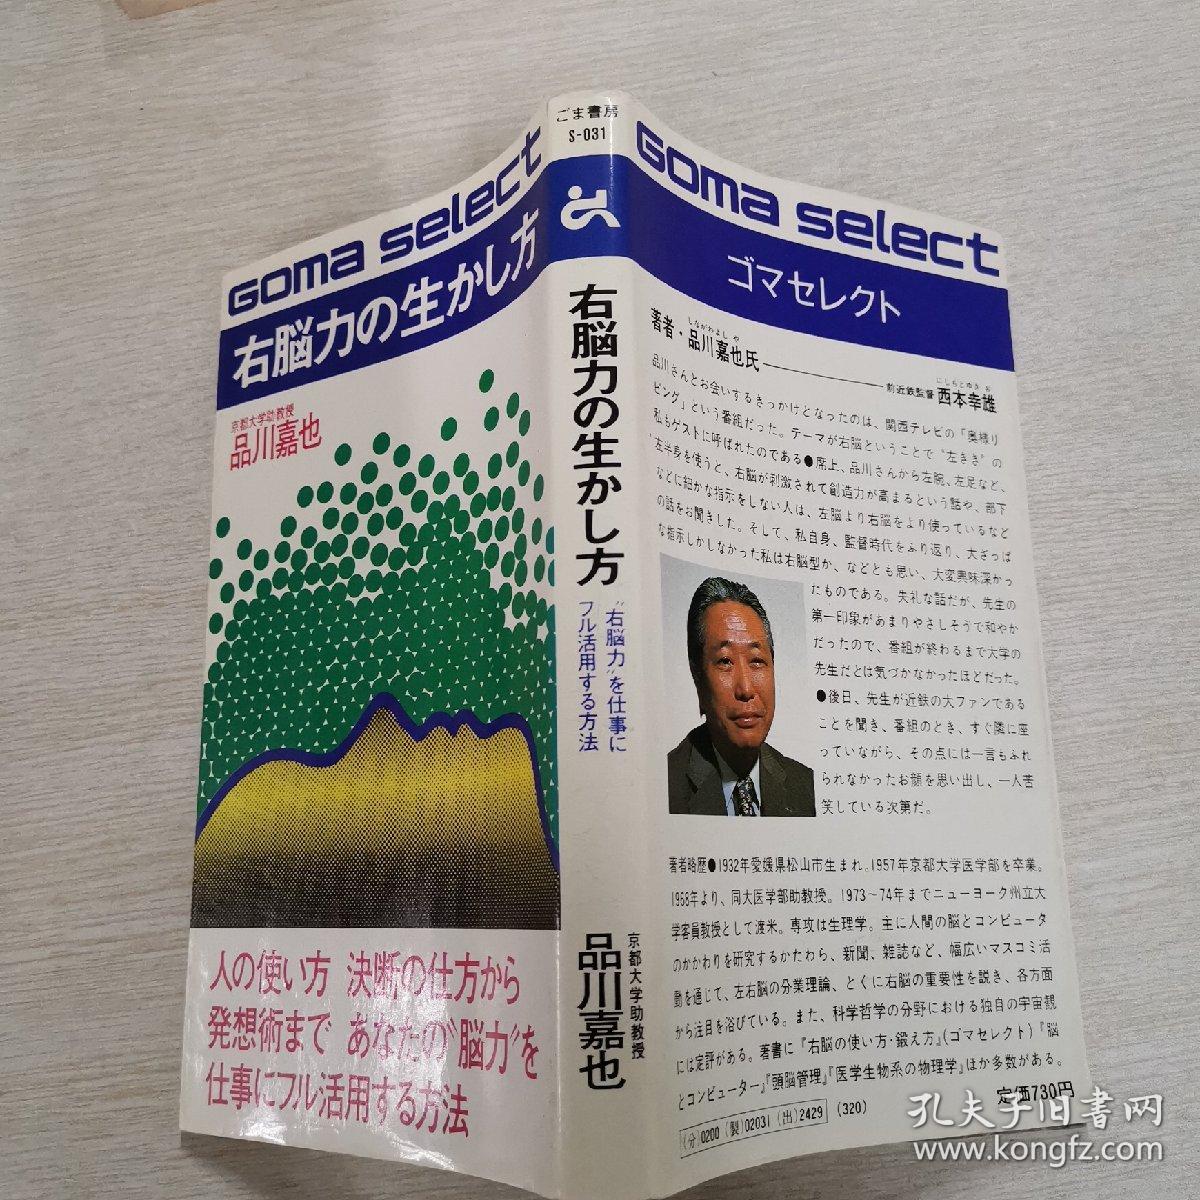 Goma select
右脳力の生かし方
京都大学助教授
品川嘉也
人の使い方 決断の仕方から
発想術まで あなたの“脳力”を
仕事にフル活用する方法
ごま書房
S-031
右脳力の生かし方
“右脳力”を仕事に
フル活用する方法
京都大学助教授
品川嘉也
Goma select
ゴマセレクト
しながわよしや
著者・品川嘉也氏
にしもとゆきお
前近鉄監督 西本幸雄
品川さんとお会いするきっかけとなったのは、関西テレビの「奥様リ
ビング」という番組だった。テーマが右脳ということで“左きき”の
私もゲストに呼ばれたのである●席上、品川さんから左腕、左足など、
左半身を使うと、右脳が刺激されて創造力が高まるという話や、部下
などに細かな指示をしない人は、左脳より右脳をより使っているなど
の話をお聞きした。そして、私自身、監督時代をふり返り、大ざっぱ
な指示しかしなかった私は右脳型か、などとも思い、大変興味深かっ
たものである。失礼な話だが、先生の
第一印象があまりやさしそうで和やか
だったので、番組が終わるまで大学の
先生だとは気づかなかったほどだった。
●後日、先生が近鉄の大ファンである
ことを聞き、番組のとき、すぐ隣に座
っていながら、その点には一言もふれ
られなかったお顔を思い出し、一人苦
笑している次第だ。
著者略歴●1932年愛媛県松山市生まれ。1957年京都大学医学部を卒業。
1968年より、同大医学部助教授。1973〜74年までニューヨーク州立大
学客員教授として渡米。専攻は生理学。主に人間の脳とコンピュータ
のかかわりを研究するかたわら、新聞、雑誌など、幅広いマスコミ活
動を通じて、左右脳の分業理論、とくに右脳の重要性を説き、各方面
から注目を浴びている。また、科学哲学の分野における独自の宇宙観
には定評がある。著書に『右脳の使い方・鍛え方』(ゴマセレクト)『脳
とコンピューター』『頭脳管理』『医学生物系の物理学』ほか多数がある。
定価730円
(分)0200(製)02031(出)2429 (320)
孔夫子旧书网
www.kongfz.com